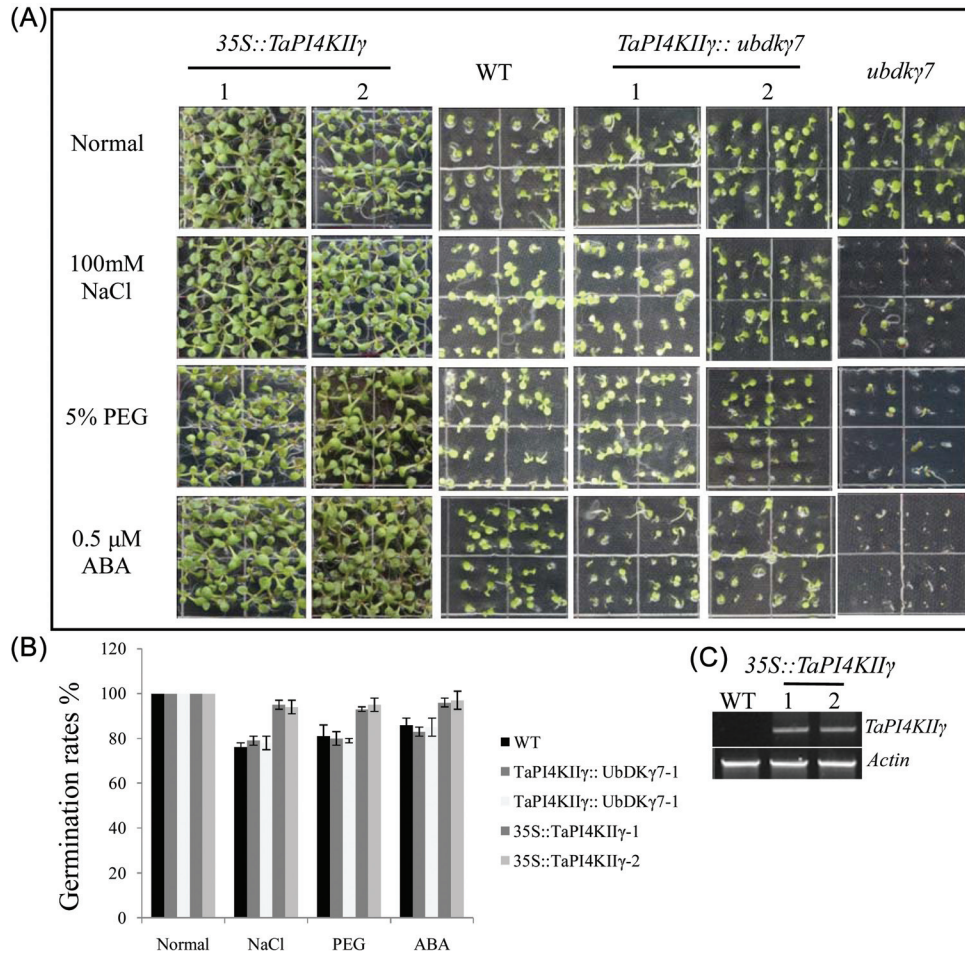 (A)
35S::TaPI4KIIγ
WT
TaPI4KIIγ:: ubdkγ7
ubdkγ7
1
2
1
2
Normal
100mM
NaCl
5% PEG
0.5 μM
ABA
(B)
Germination rates %
120
100
80
60
40
20
0
Normal
NaCl
PEG
ABA
WT
TaPI4KIIγ:: UbDKγ7-1
TaPI4KIIγ:: UbDKγ7-1
35S::TaPI4KIIγ-1
35S::TaPI4KIIγ-2
(C)
35S::TaPI4KIIγ
WT
1
2
TaPI4KIIγ
Actin